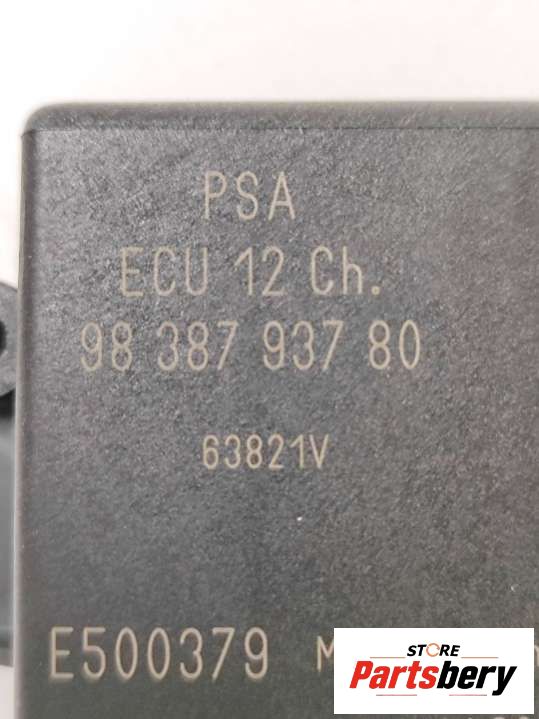 PSA
ECU 12 Ch.
98 387 937 80
63821V
E500379
STORE
Partsbery